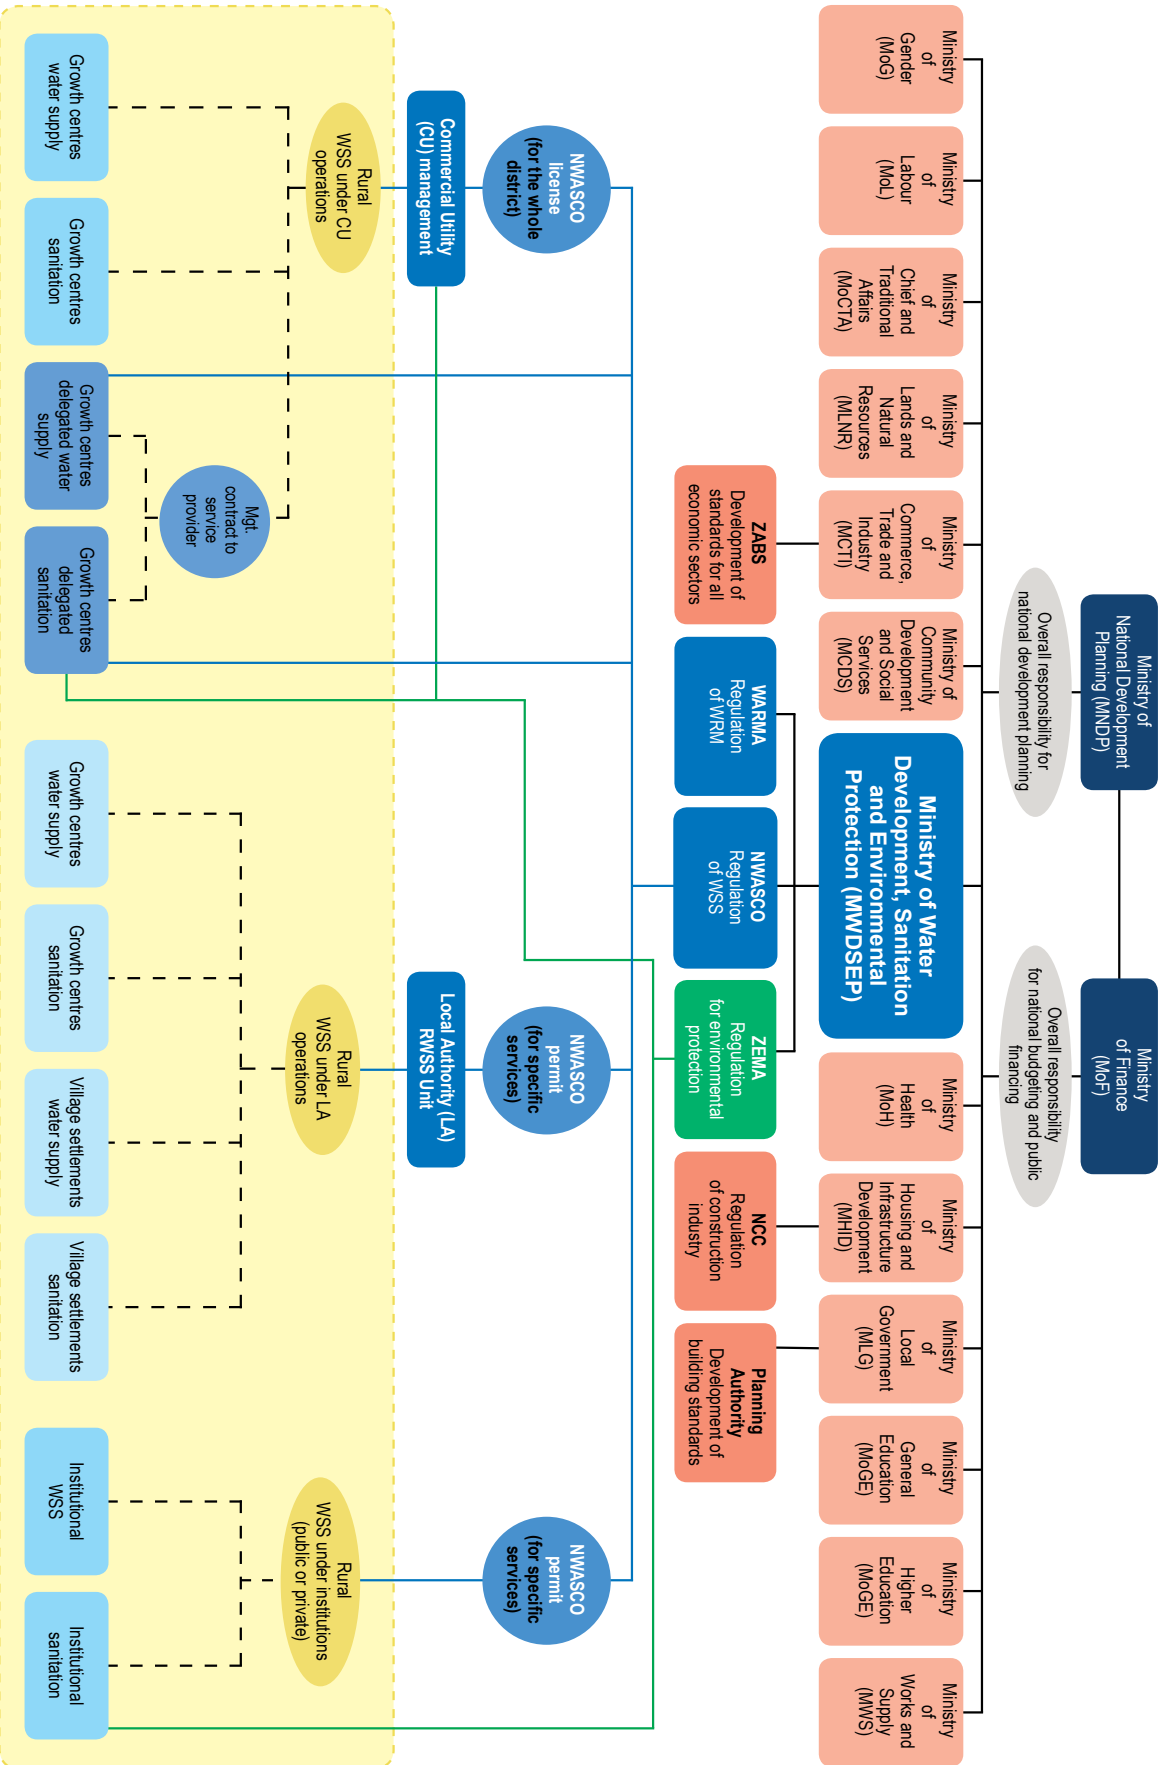 Ministry of
National Development
Planning (MNDP)
Ministry
of Finance
(MoF)
Overall responsibility for
national development planning
Overall responsibility
for national budgeting and public
financing
Ministry
of
Gender
(MoG)
Ministry
of
Labour
(MoL)
Ministry
of
Chief and
Traditional
Affairs
(MoCTA)
Ministry
of
Lands and
Natural
Resources
(MLNR)
Ministry
of
Commerce,
Trade and
Industry
(MCTI)
Ministry of
Community
Development
and Social
Services
(MCDS)
Ministry of Water
Development, Sanitation
and Environmental
Protection (MWDSEP)
Ministry
of
Health
(MoH)
Ministry
of
Housing and
Infrastructure
Development
(MHID)
Ministry
of
Local
Government
(MLG)
Ministry
of
General
Education
(MoGE)
Ministry
of
Higher
Education
(MoGE)
Ministry
of
Works and
Supply
(MWS)
ZABS
Development of
standards for all
economic sectors
WARMA
Regulation
of WRM
NWASCO
Regulation
of WSS
ZEMA
Regulation
for environmental
protection
NCC
Regulation
of construction
industry
Planning
Authority
Development of
building standards
NWASCO
license
(for the whole
district)
NWASCO
permit
(for specific
services)
NWASCO
permit
(for specific
services)
Commercial Utility
(CU) management
Local Authority (LA)
RWSS Unit
Rural
WSS under CU
operations
Rural
WSS under LA
operations
Rural
WSS under institutions
(public or private)
Mgt.
contract to
service
provider
Growth centres
water supply
Growth centres
sanitation
Growth centres
delegated water
supply
Growth centres
delegated
sanitation
Growth centres
water supply
Growth centres
sanitation
Village settlements
water supply
Village settlements
sanitation
Institutional
WSS
Institutional
sanitation